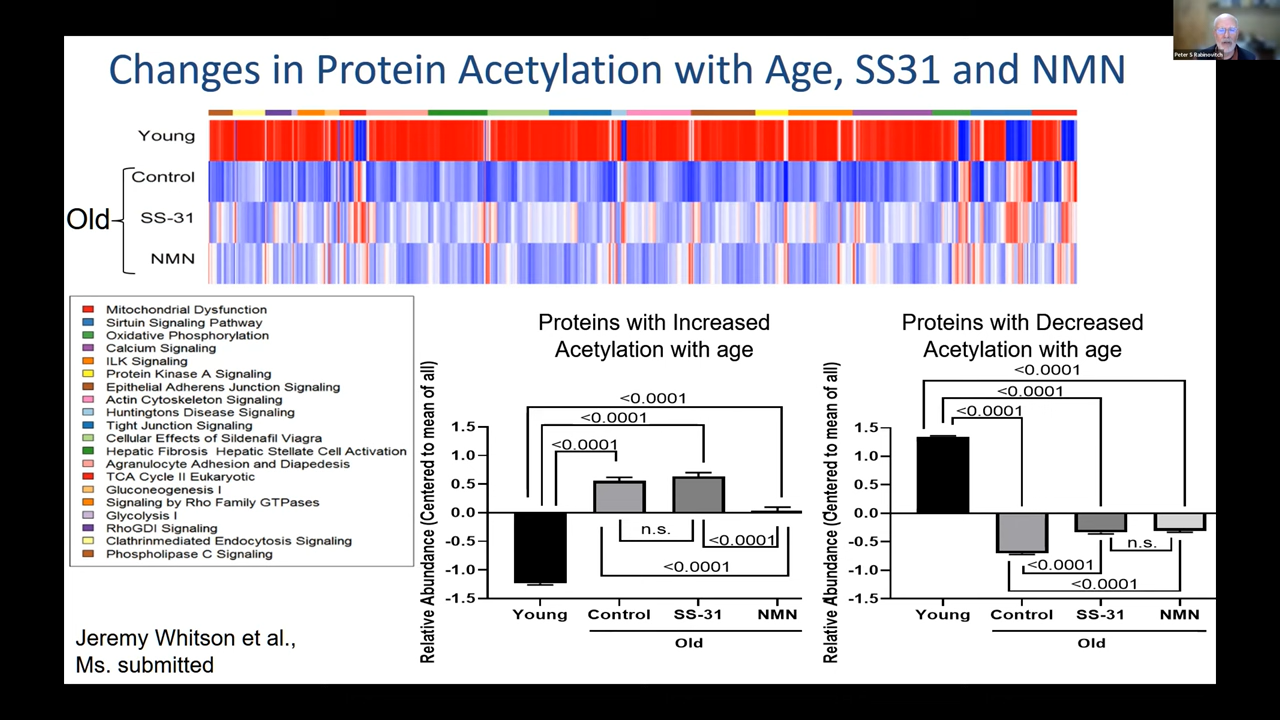 Peter S Rabinovitch
Changes in Protein Acetylation with Age, SS31 and NMN
Young
Control
Old
SS-31
NMN
Mitochondrial Dysfunction
Sirtuin Signaling Pathway
Oxidative Phosphorylation
Calcium Signaling
ILK Signaling
Protein Kinase A Signaling
Epithelial Adherens Junction Signaling
Actin Cytoskeleton Signaling
Huntingtons Disease Signaling
Tight Junction Signaling
Cellular Effects of Sildenafil Viagra
Hepatic Fibrosis Hepatic Stellate Cell Activation
Agranulocyte Adhesion and Diapedesis
TCA Cycle II Eukaryotic
Gluconeogenesis I
Signaling by Rho Family GTPases
Glycolysis I
RhoGDI Signaling
Clathrinmediated Endocytosis Signaling
Phospholipase C Signaling
Jeremy Whitson et al.,
Ms. submitted
Proteins with Increased
Acetylation with age
Relative Abundance (Centered to mean of all)
<0.0001
<0.0001
<0.0001
1.5
1.0
0.5
0.0
-0.5
-1.0
-1.5
n.s.
<0.0001
<0.0001
Young Control SS-31 NMN
Old
Proteins with Decreased
Acetylation with age
Relative Abundance (Centered to mean of all)
<0.0001
<0.0001
<0.0001
1.5
1.0
0.5
0.0
-0.5
-1.0
-1.5
n.s.
<0.0001
<0.0001
Young Control SS-31 NMN
Old